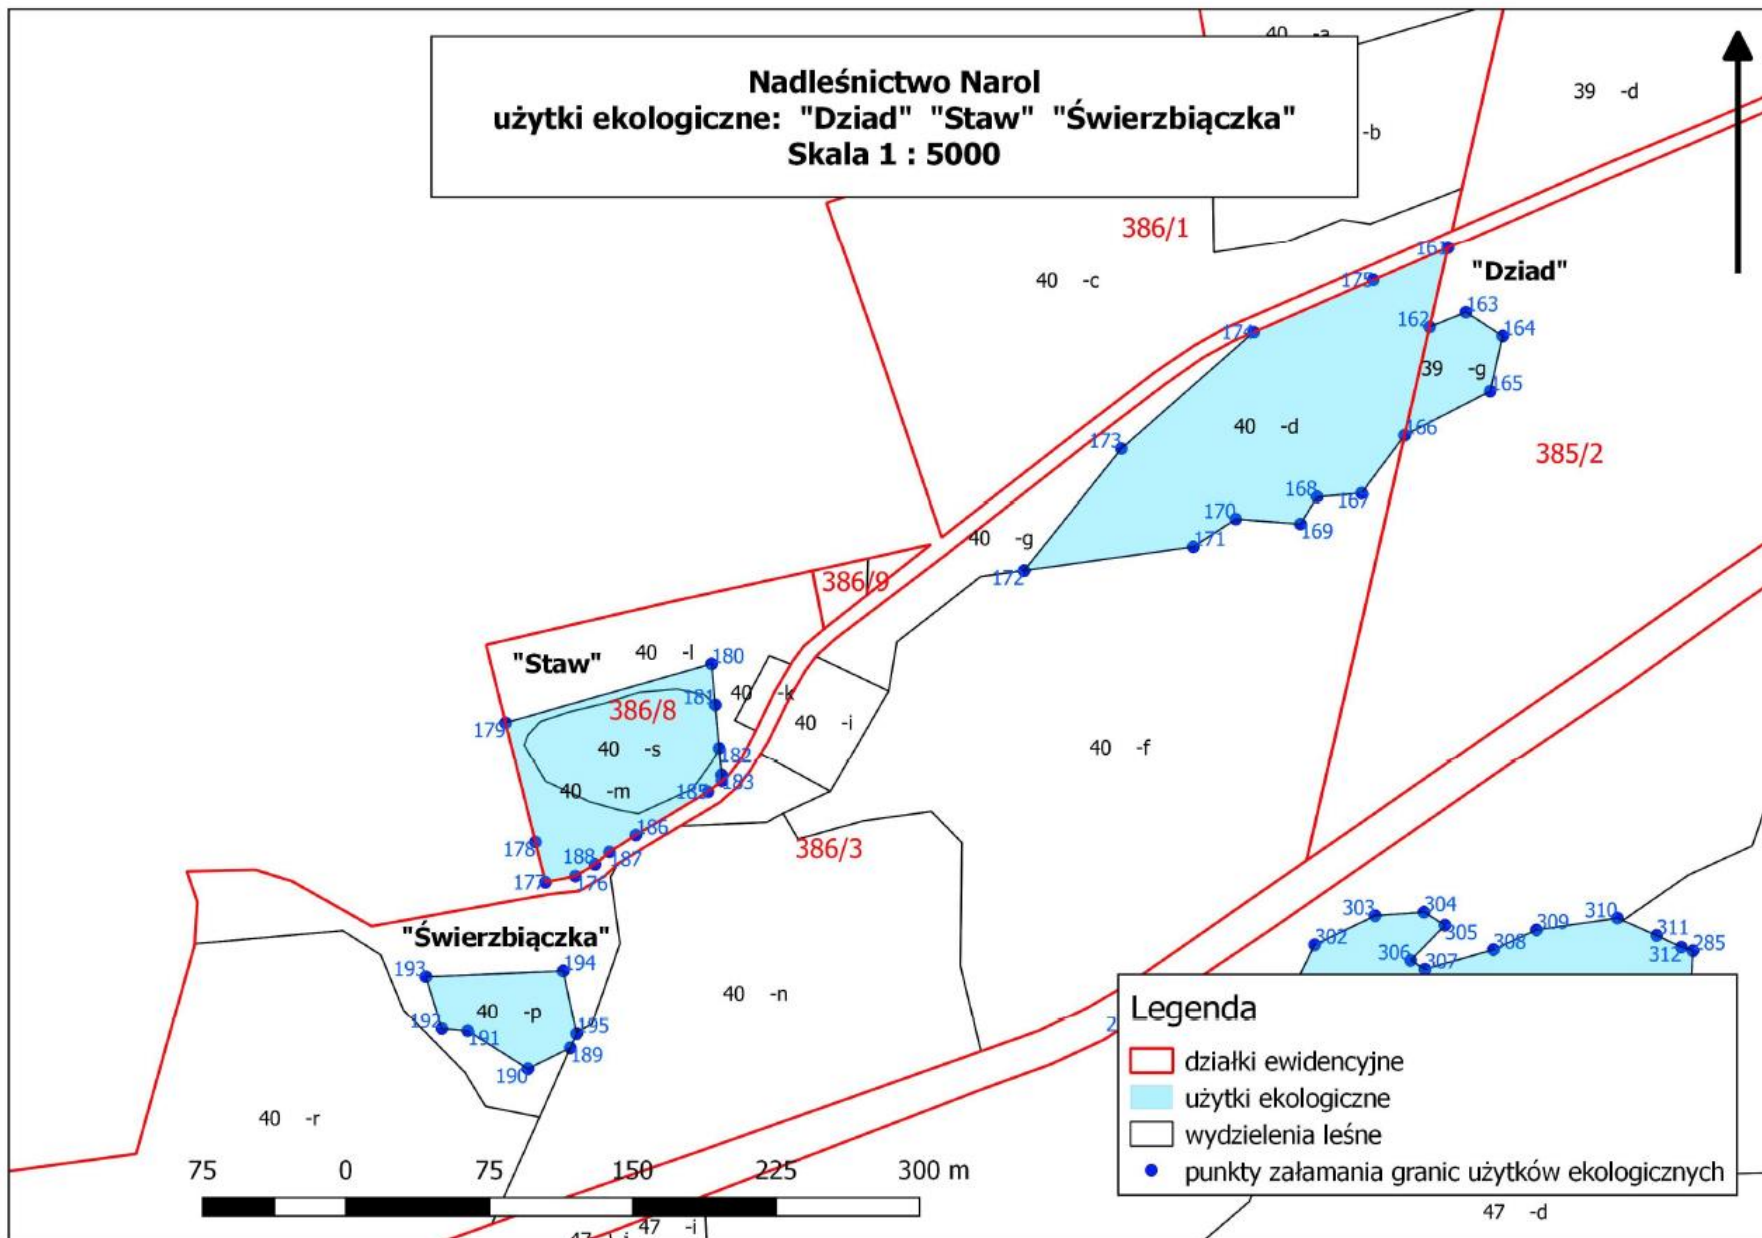 40 -a
Nadleśnictwo Narol
użytki ekologiczne: "Dziad" "Staw" "Świerzbiączka"
Skala 1 : 5000
39 -d
-b
386/1
161
"Dziad"
40 -c
175
163
162
174
164
39 -g
165
40 -d
166
173
385/2
168
167
170
169
171
40 -g
172
386/9
"Staw"
40 -l
180
40 -k
181
386/8
179
40 -i
40 -s
182
40 -f
183
40 -m
185
186
178
386/3
188
187
177
176
303
304
310
"Świerzbiączka"
302
305
309
311
308
312
285
306
307
193
194
40 -n
40 -p
192
191
195
189
190
2
40 -r
Legenda
działki ewidencyjne
użytki ekologiczne
wydzielenia leśne
punkty załamania granic użytków ekologicznych
75 0 75 150 225 300 m
47 -d
47 -i